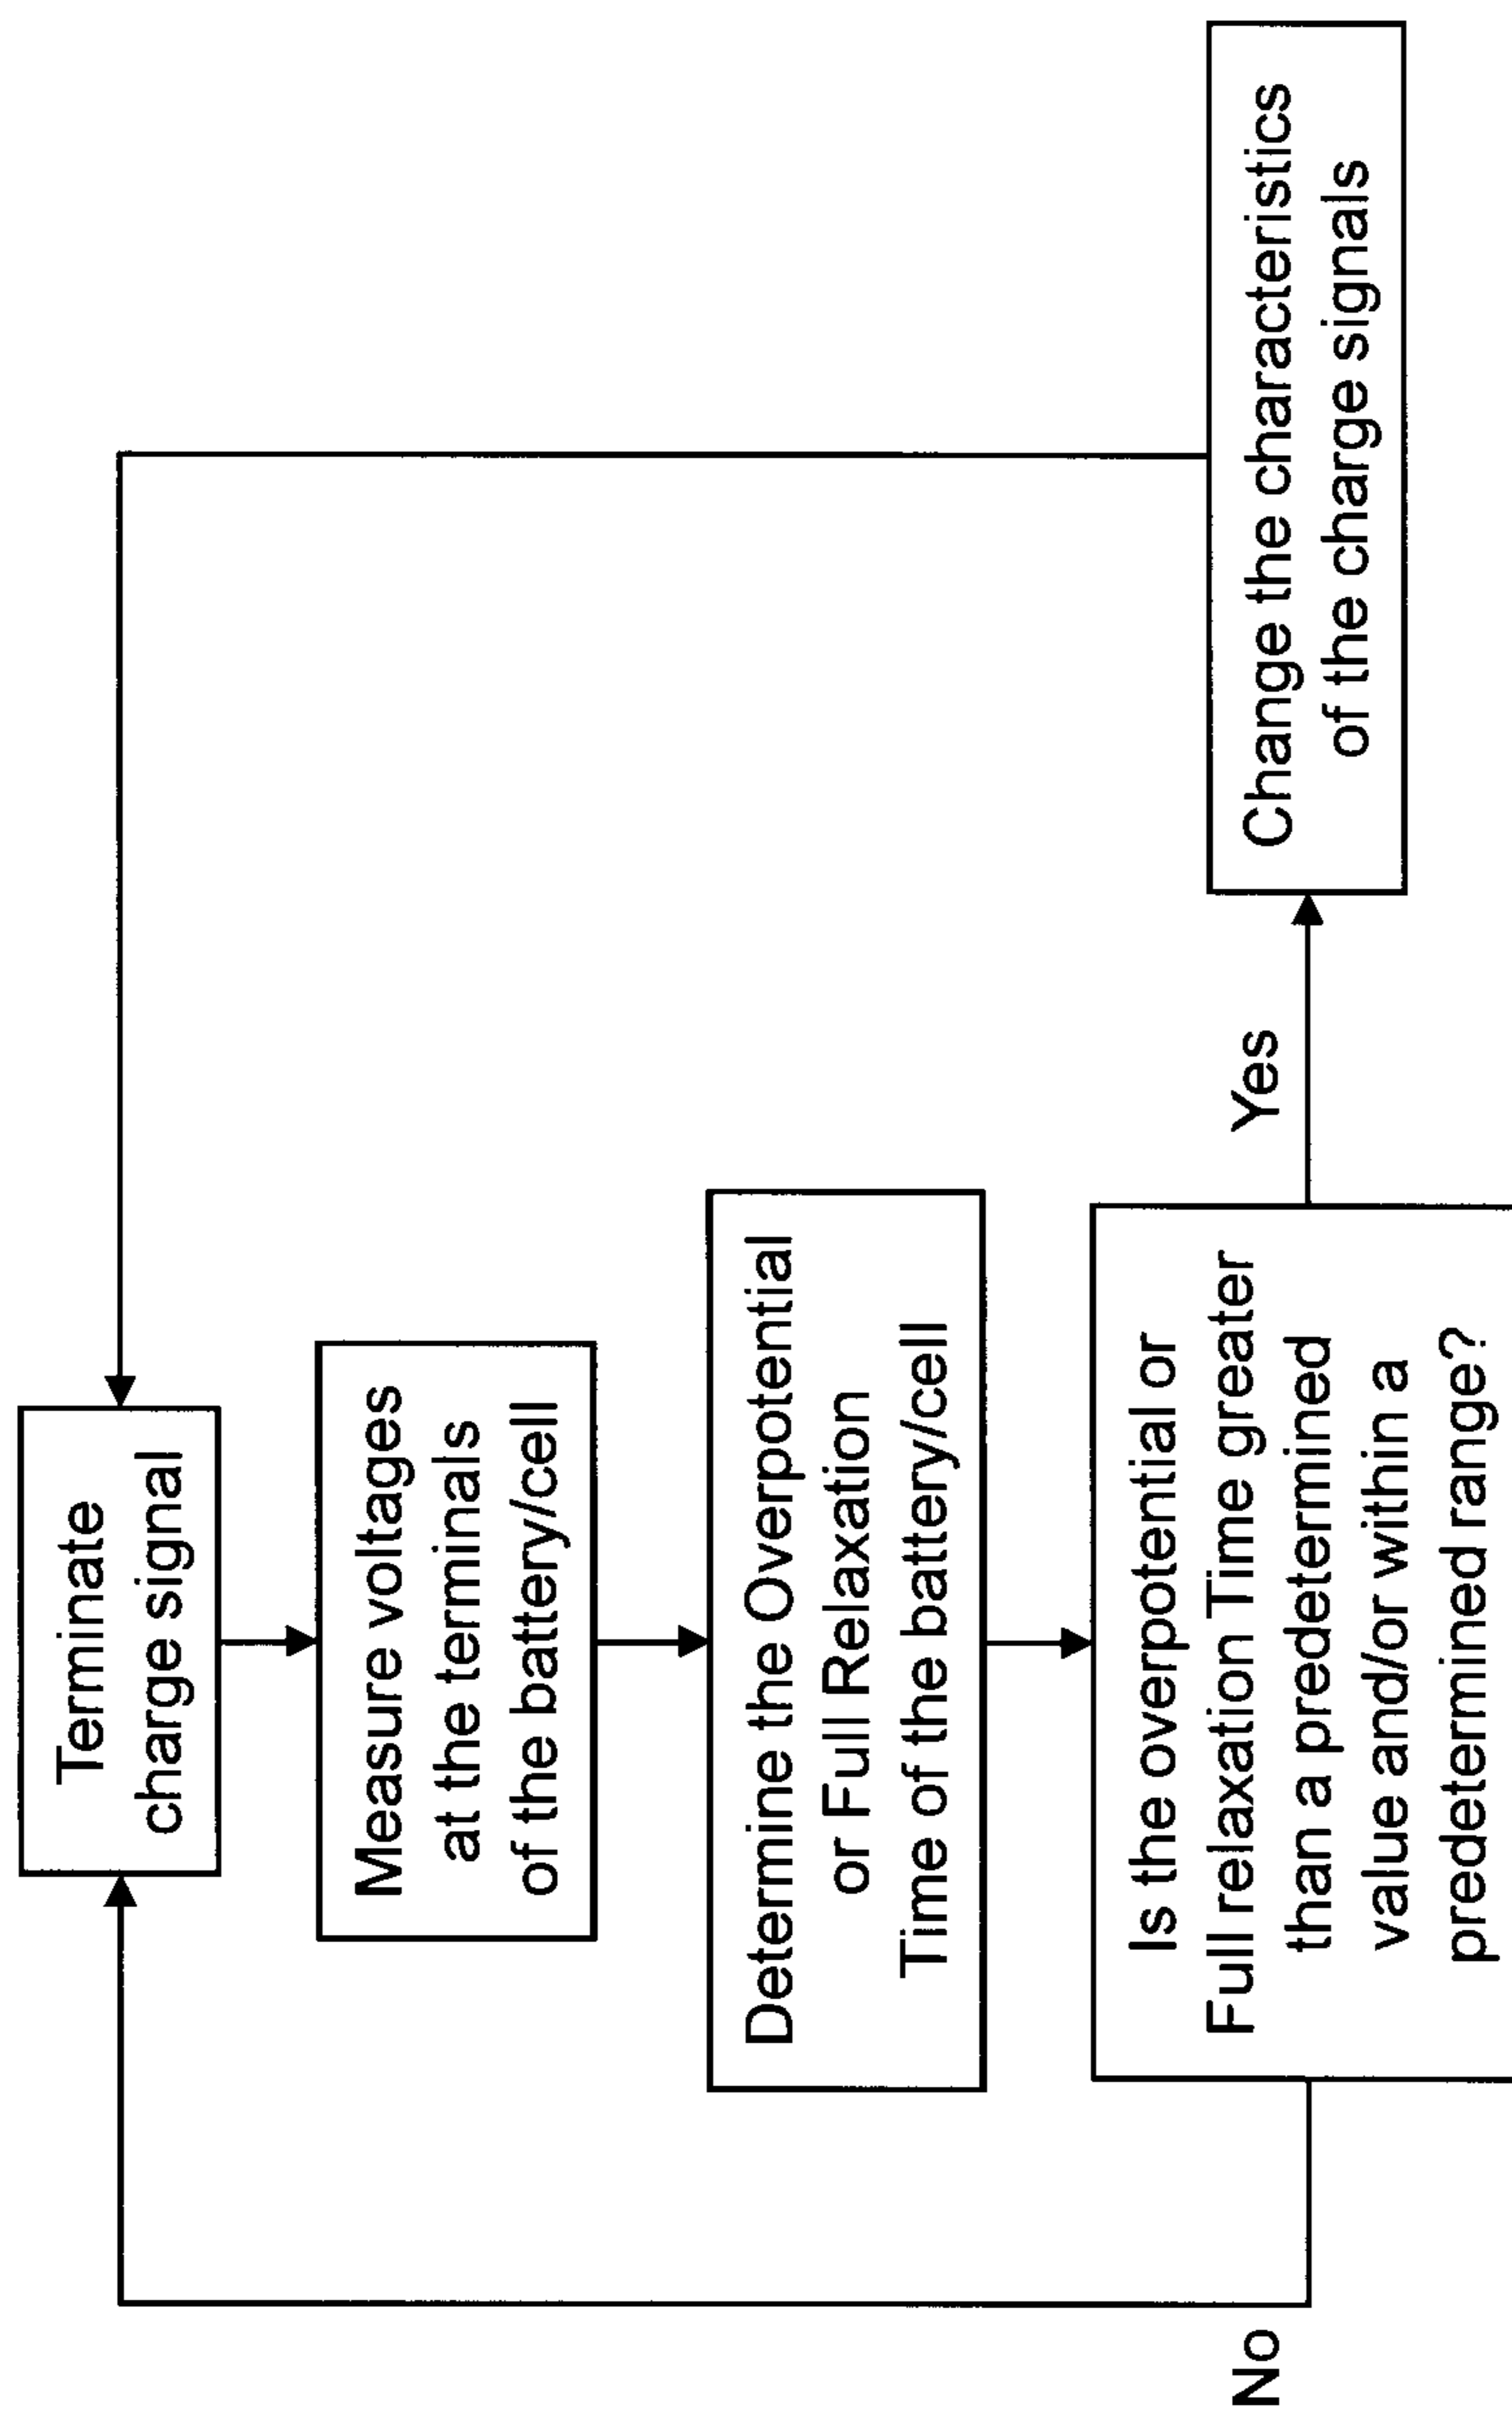 Terminate
charge signal
Measure voltages
at the terminals
of the battery/cell
Determine the Overpotential
or Full Relaxation
Time of the battery/cell
Is the overpotential or
Full relaxation Time greater
than a predetermined
value and/or within a
predetermined range?
No
Yes
Change the characteristics
of the charge signals